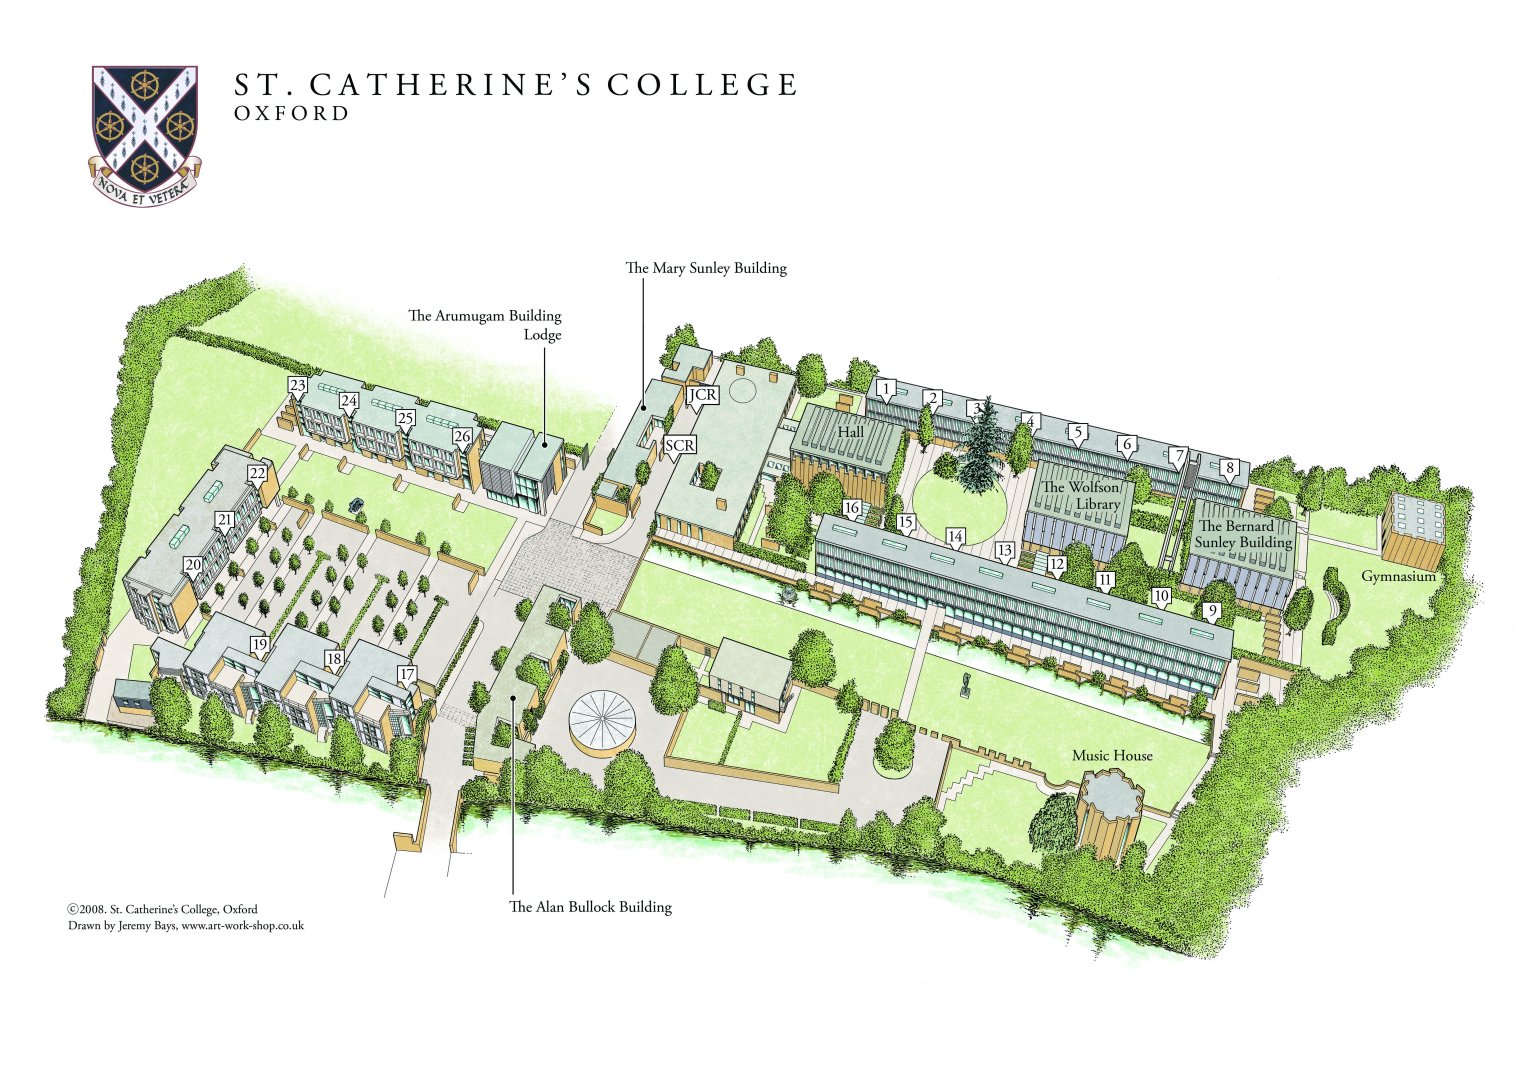 ST. CATHERINE’S COLLEGE
OXFORD
NOVA ET VETERA
The Mary Sunley Building
The Arumugam Building
Lodge
JCR
SCR
Hall
1
2
3
4
5
6
7
8
The Wolfson
Library
The Bernard
Sunley Building
Gymnasium
16
15
14
13
12
11
10
9
23
24
25
26
22
21
20
19
18
17
Music House
The Alan Bullock Building
©2008. St. Catherine's College, Oxford
Drawn by Jeremy Bays, www.art-work-shop.co.uk